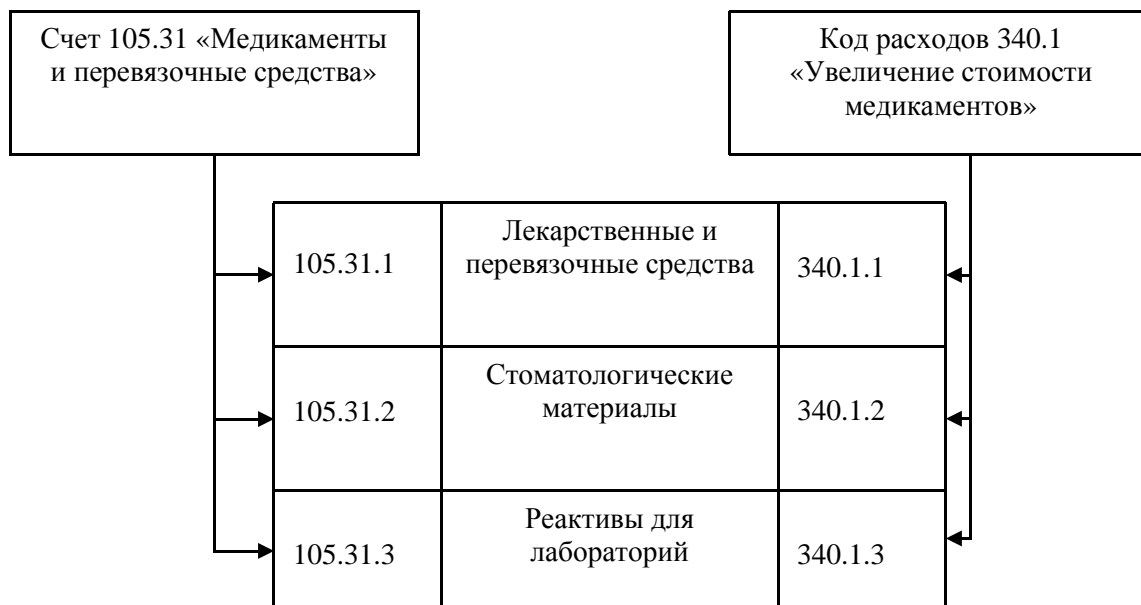 Счет 105.31 «Медикаменты
и перевязочные средства»
Код расходов 340.1
«Увеличение стоимости
медикаментов»
105.31.1
Лекарственные и
перевязочные средства
340.1.1
105.31.2
Стоматологические
материалы
340.1.2
105.31.3
Реактивы для
лабораторий
340.1.3